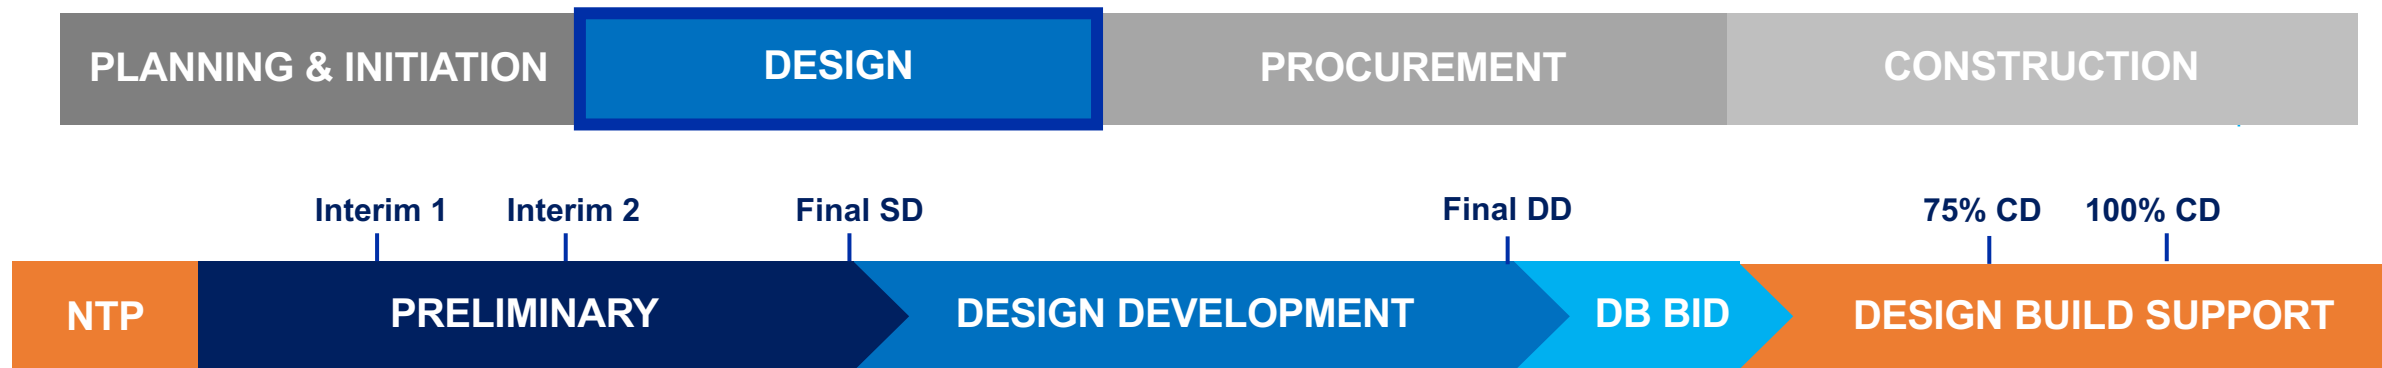 PLANNING & INITIATION
DESIGN
PROCUREMENT
CONSTRUCTION
Interim 1
Interim 2
Final SD
Final DD
75% CD
100% CD
NTP
PRELIMINARY
DESIGN DEVELOPMENT
DB BID
DESIGN BUILD SUPPORT